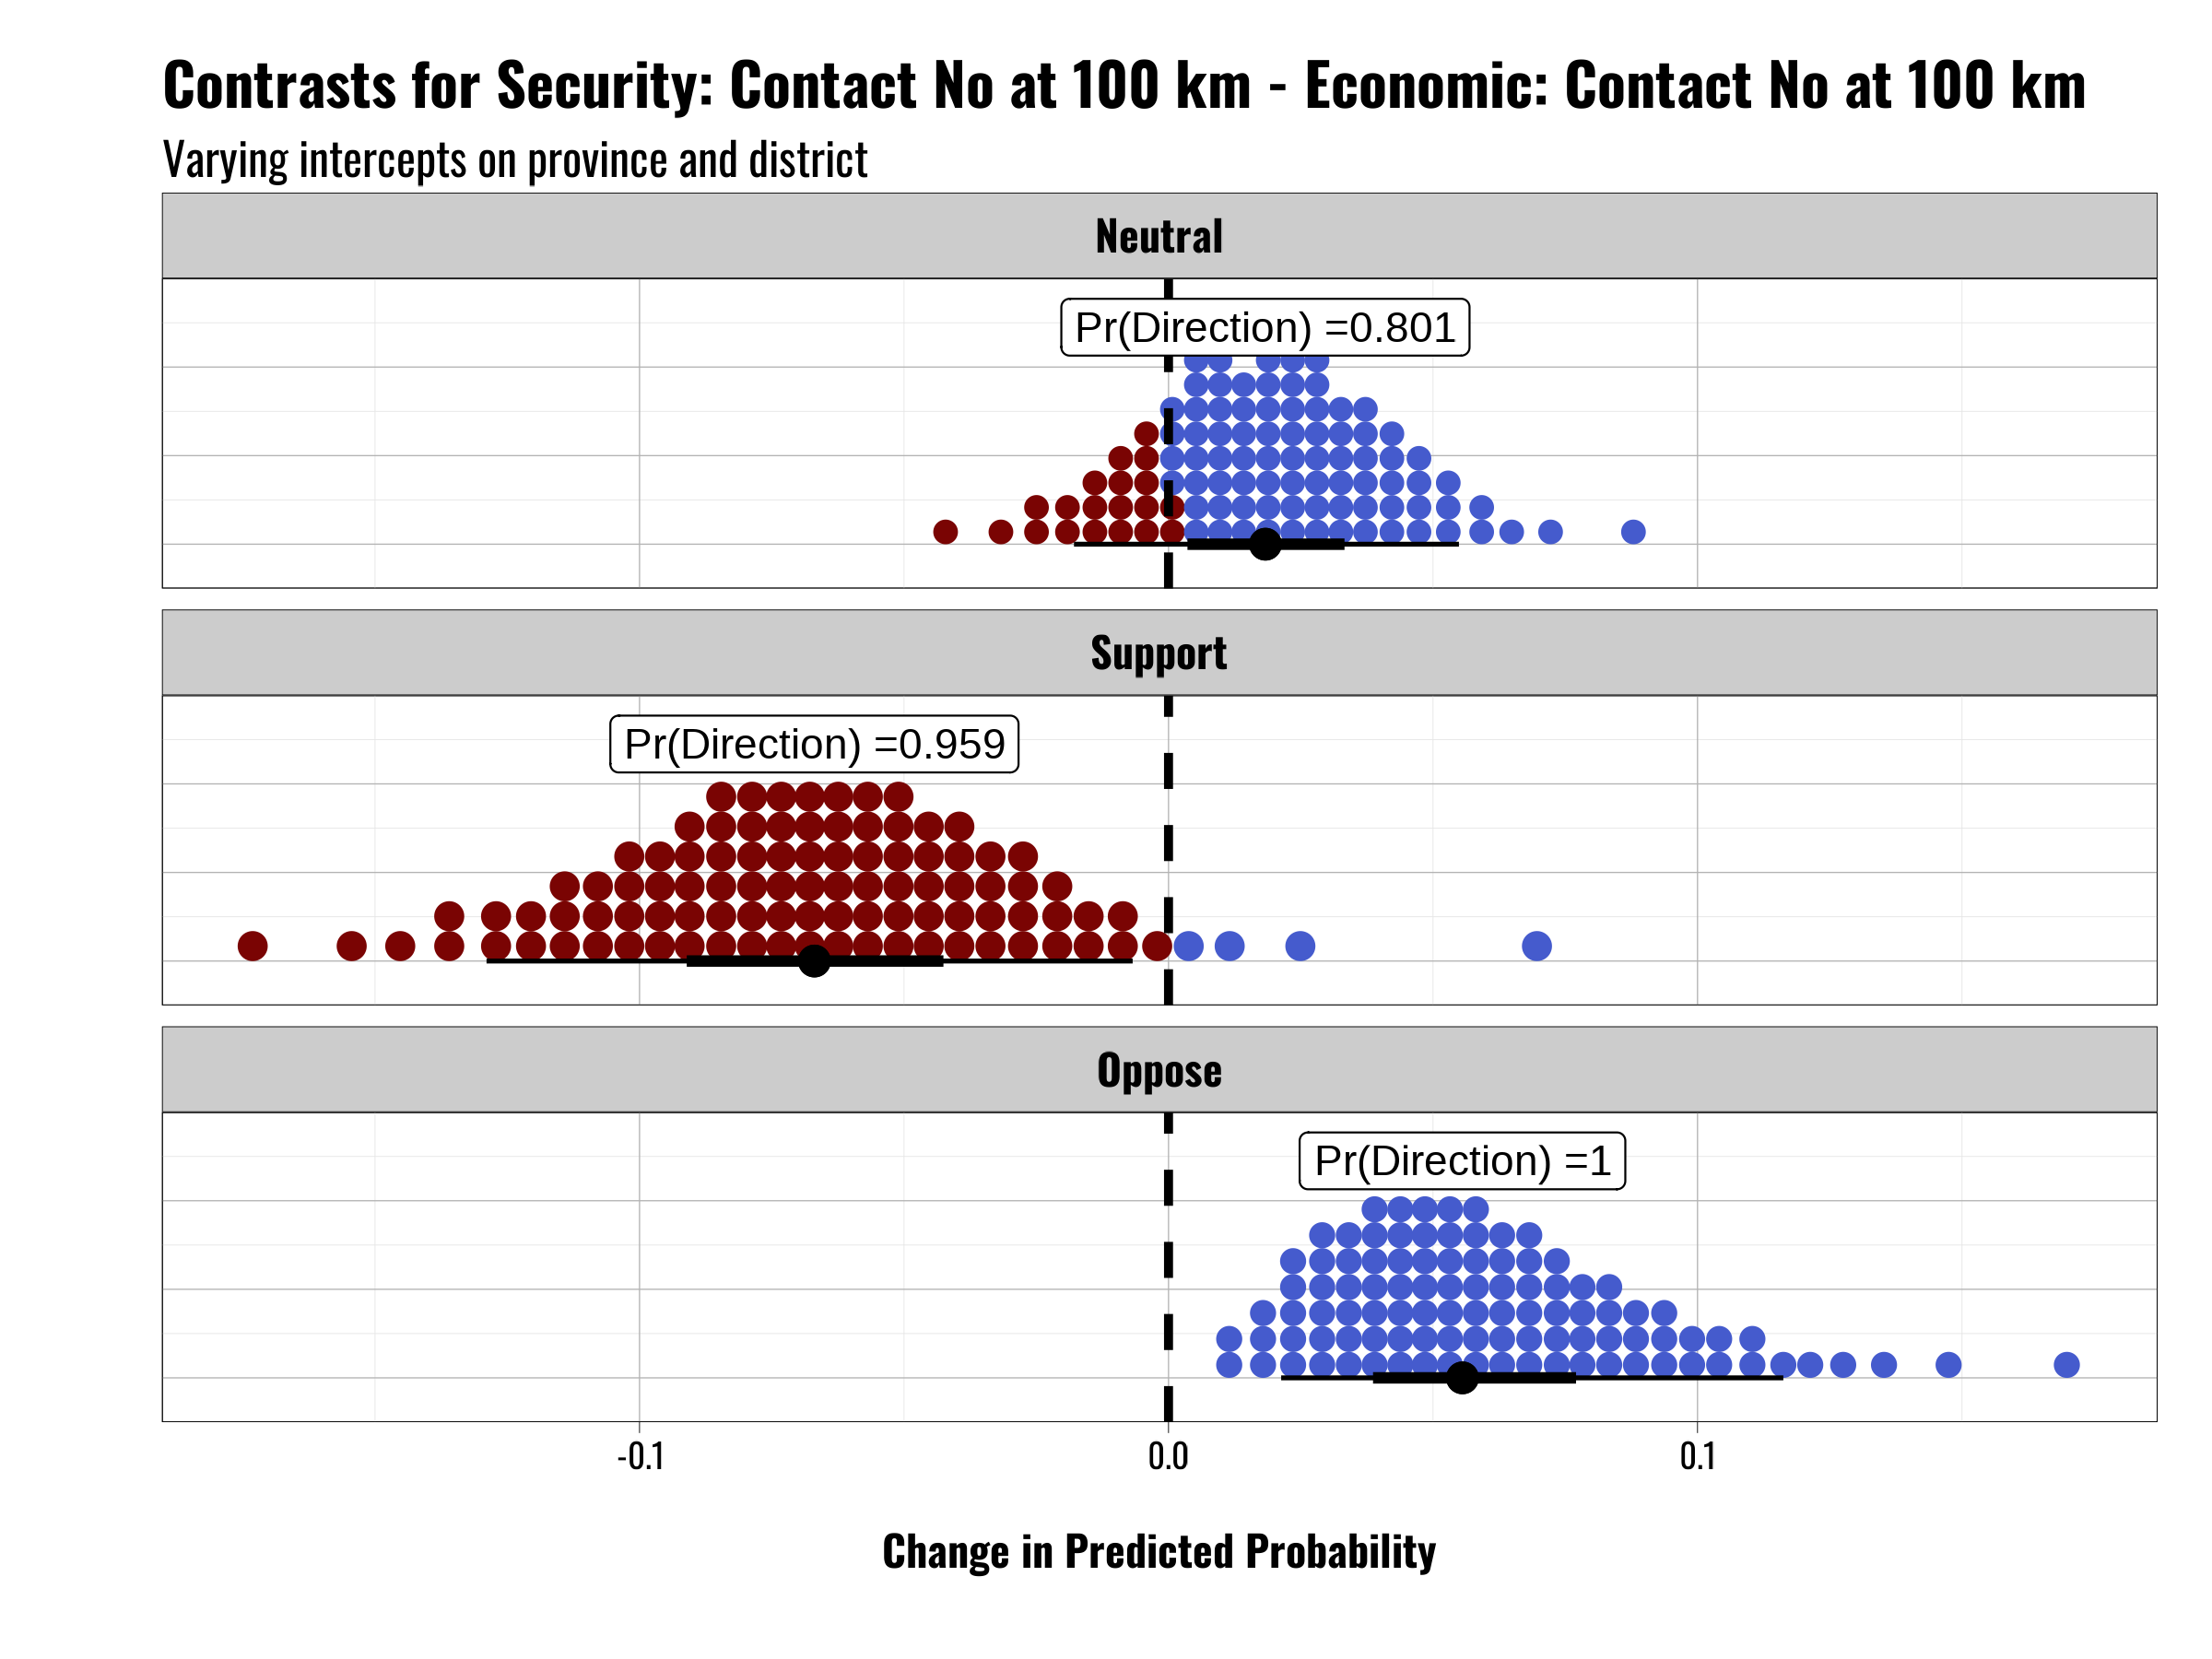 Contrasts for Security: Contact No at 100 km - Economic: Contact No at 100 km
Varying intercepts on province and district
Neutral
Pr(Direction) =0.801
Support
Pr(Direction) =0.959
Oppose
Pr(Direction) =1
-0.1 0.0 0.1
Change in Predicted Probability